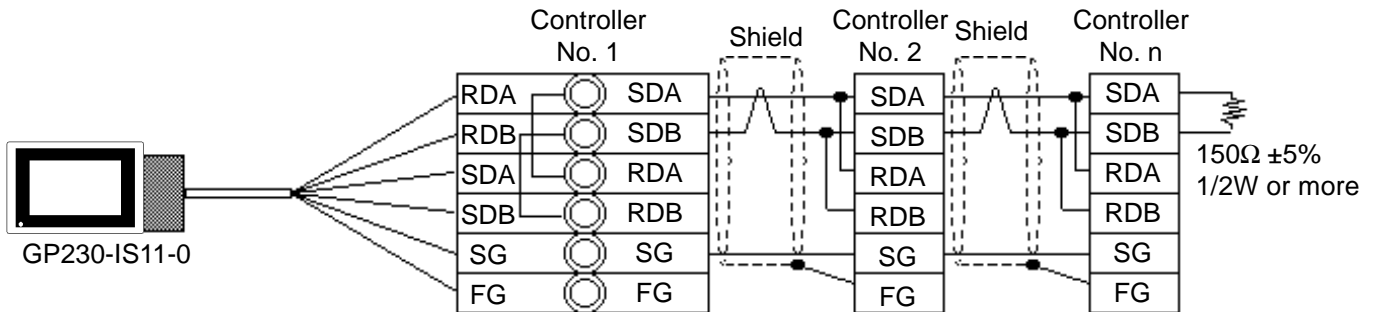 Controller
No. 1
Shield
Controller
No. 2
Shield
Controller
No. n
RDA SDA SDA SDA
RDB SDB SDB SDB
SDA RDA RDA RDA
SDB RDB RDB RDB
SG SG SG SG
FG FG FG FG
150Ω ±5%
1/2W or more
GP230-IS11-0